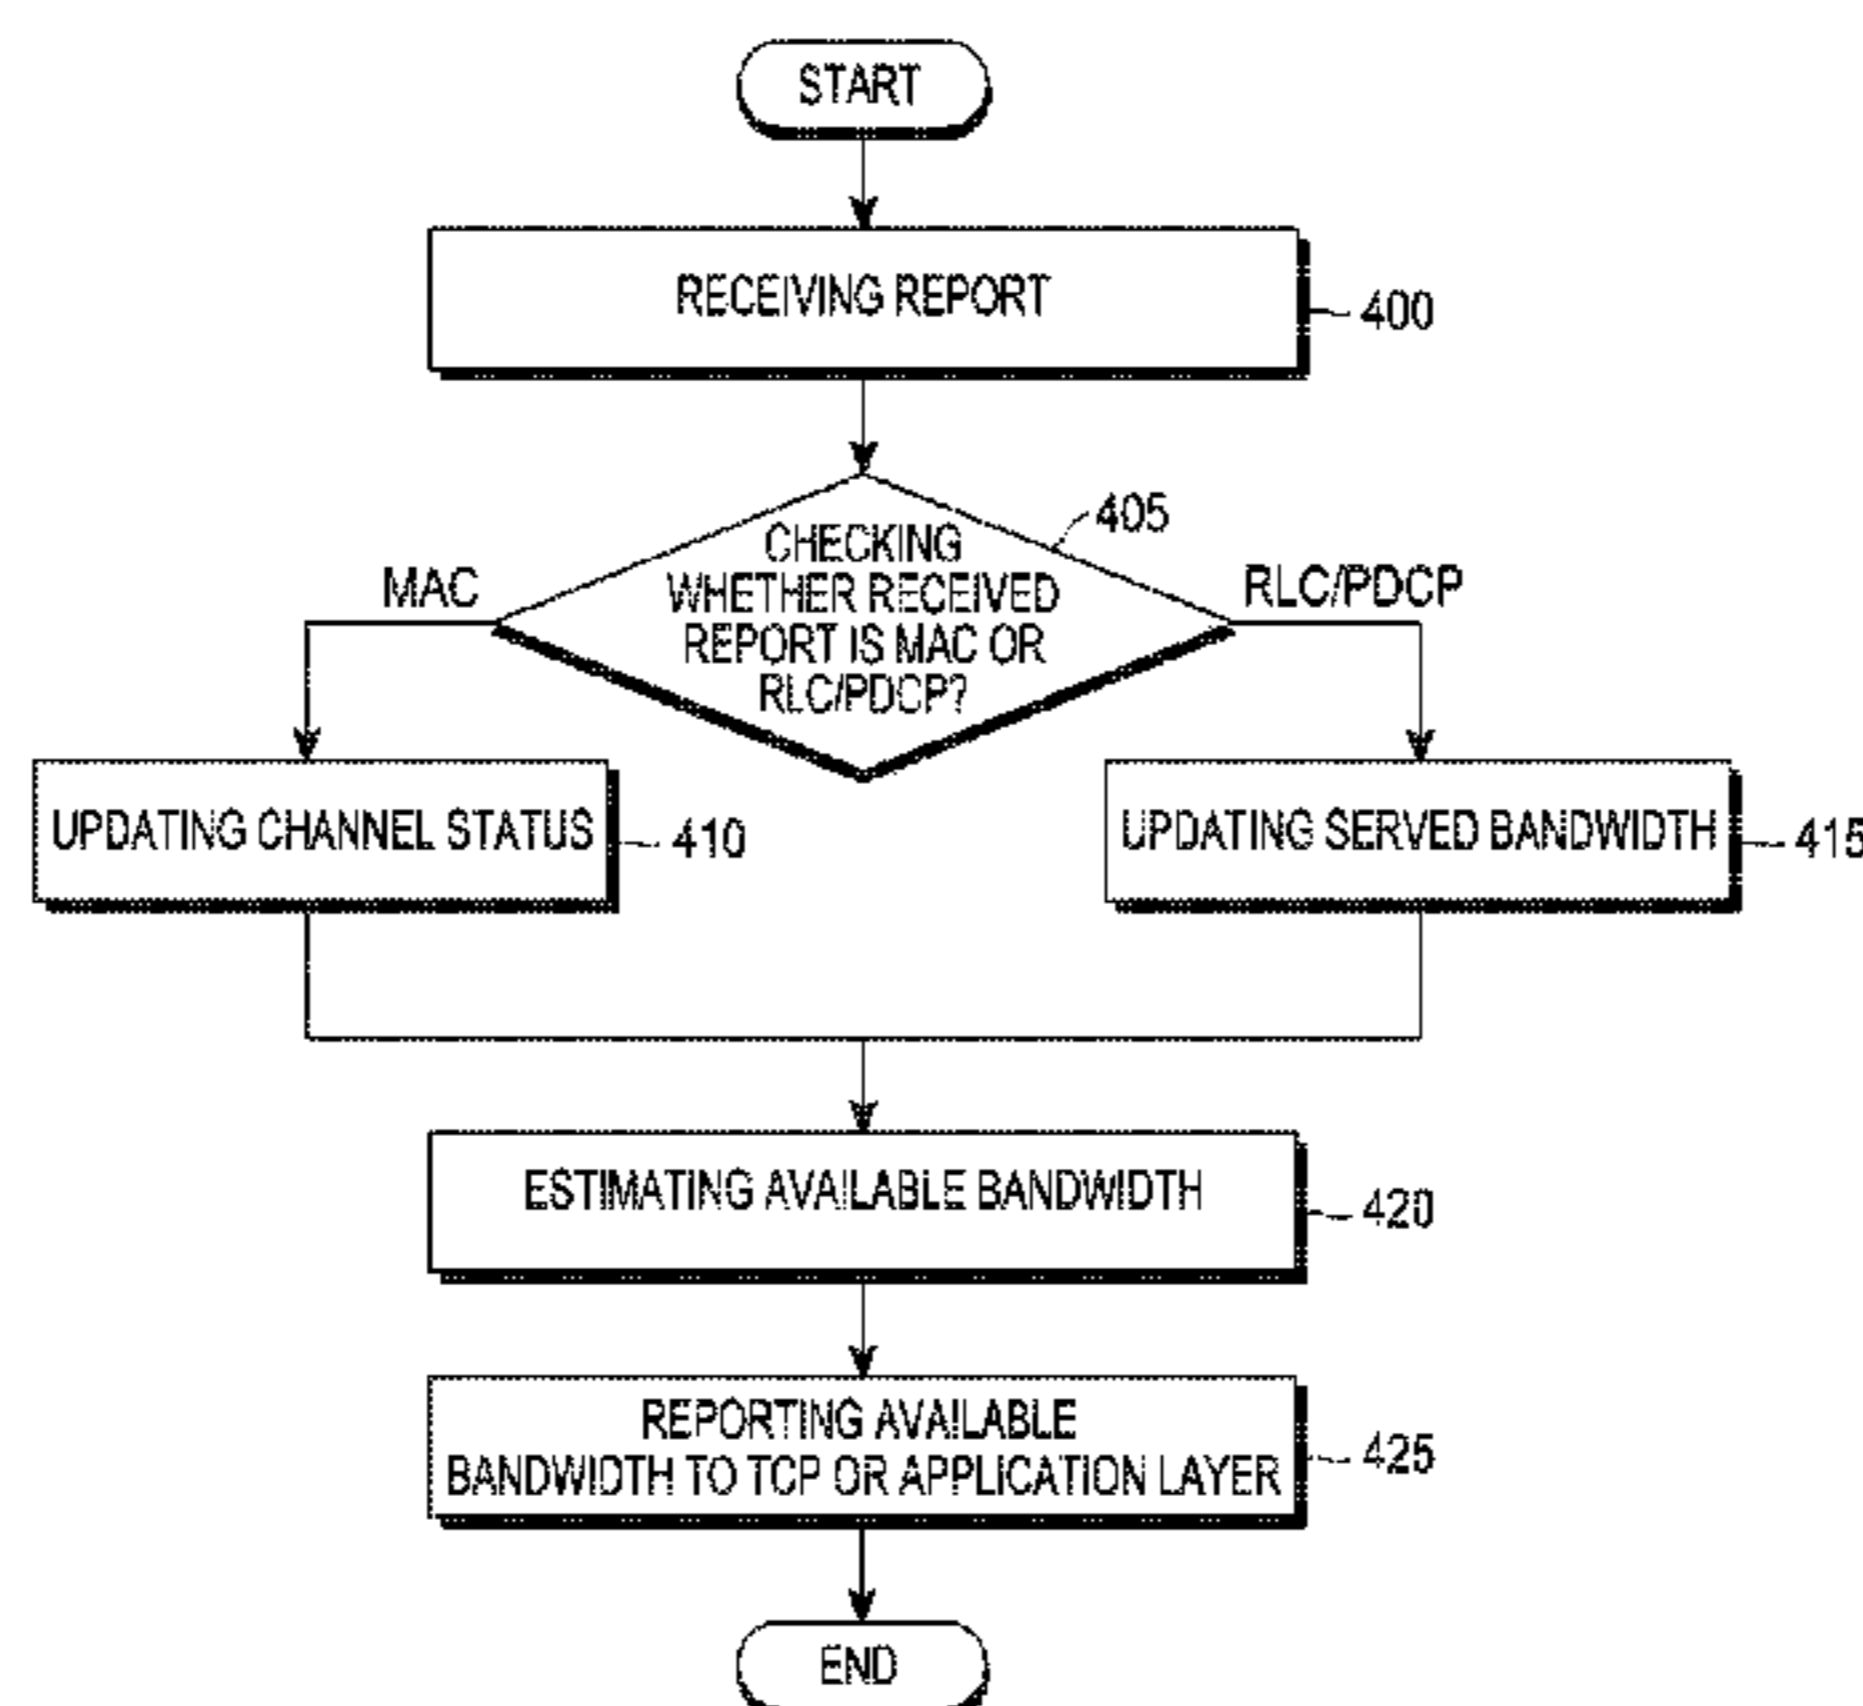 START
RECEIVING REPORT
400
405
CHECKING
WHETHER RECEIVED
REPORT IS MAC OR
RLC/PDCP?
MAC
RLC/PDCP
UPDATING CHANNEL STATUS
410
UPDATING SERVED BANDWIDTH
415
ESTIMATING AVAILABLE BANDWIDTH
420
REPORTING AVAILABLE
BANDWIDTH TO TCP OR APPLICATION LAYER
425
END